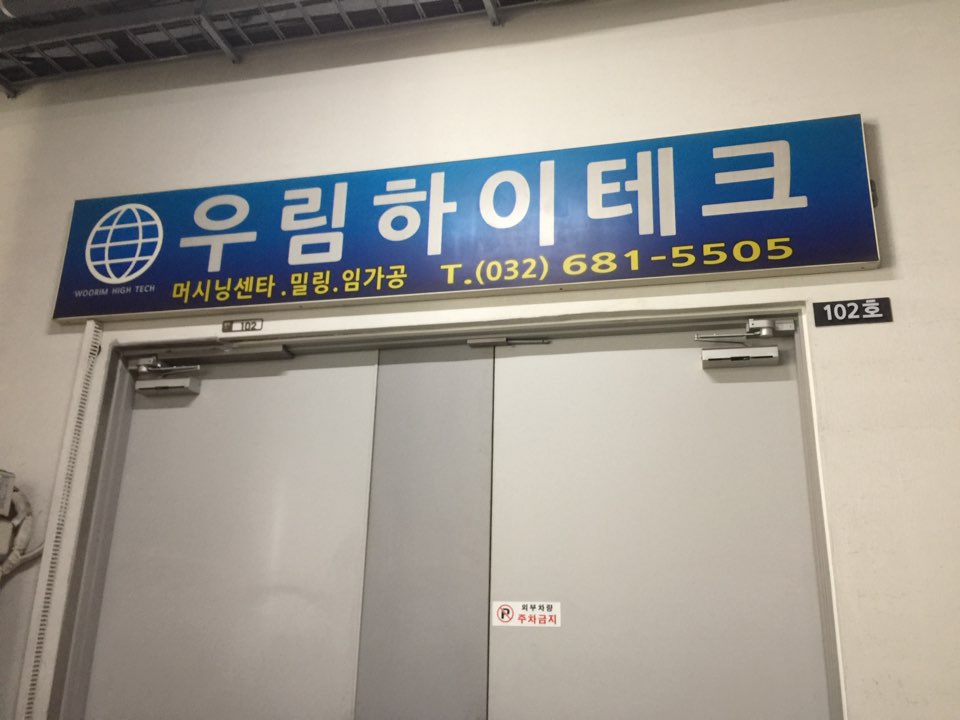 우림하이테크
WOORIM HIGH TECH
머시닝센타.밀링.임가공 T.(032) 681-5505
102
102호
외부차량
주차금지